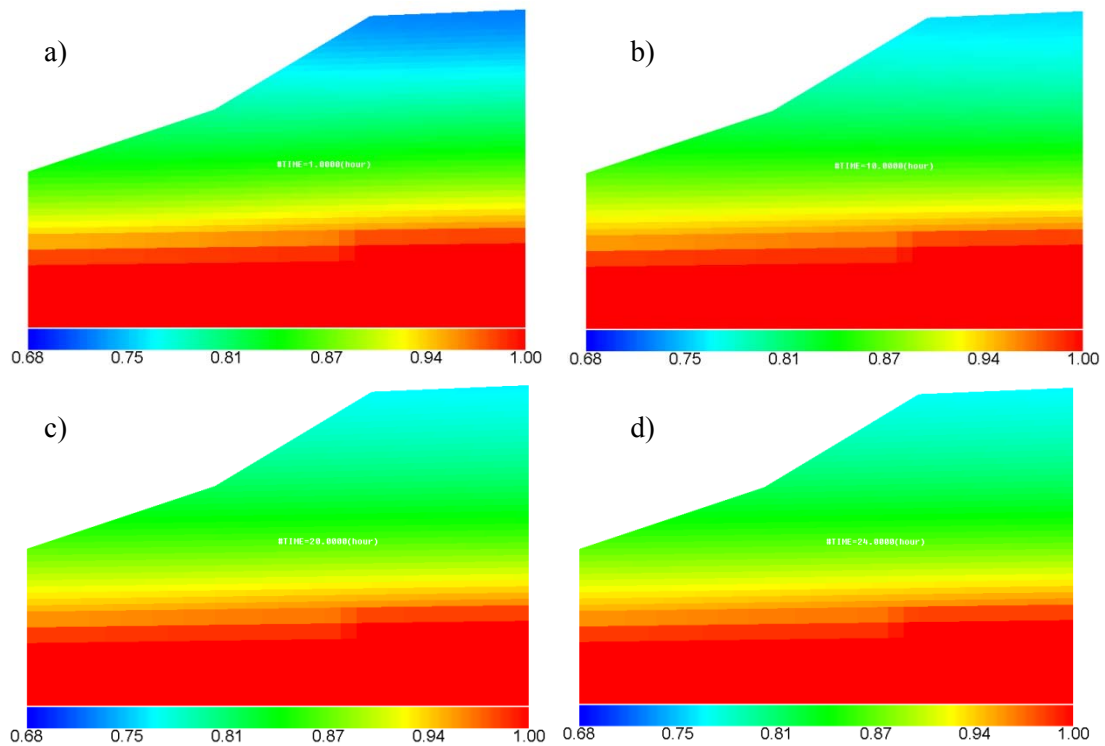 a)
@TIME=1.0000(hour)
0.68 0.75 0.81 0.87 0.94 1.00
b)
@TIME=10.0000(hour)
0.68 0.75 0.81 0.87 0.94 1.00
c)
@TIME=20.0000(hour)
0.68 0.75 0.81 0.87 0.94 1.00
d)
@TIME=24.0000(hour)
0.68 0.75 0.81 0.87 0.94 1.00